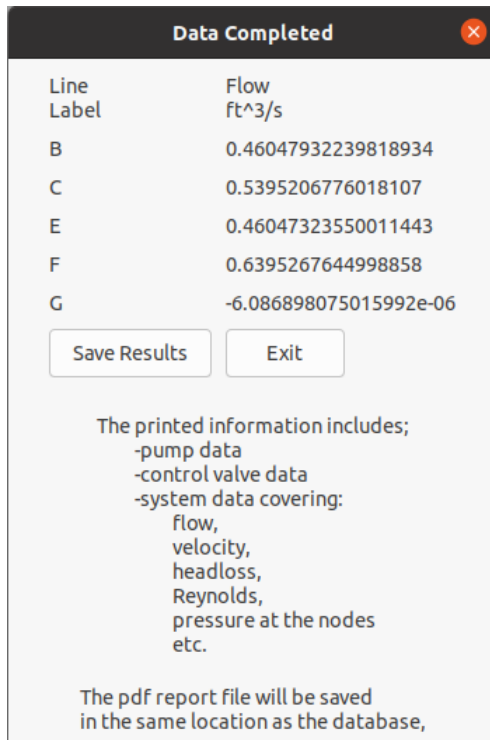 Data Completed
Line Flow
Label ft^3/s
B 0.46047932239818934
C 0.5395206776018107
E 0.46047323550011443
F 0.6395267644998858
G -6.086898075015992e-06
Save Results Exit
The printed information includes;
-pump data
-control valve data
-system data covering:
flow,
velocity,
headloss,
Reynolds,
pressure at the nodes
etc.
The pdf report file will be saved
in the same location as the database,